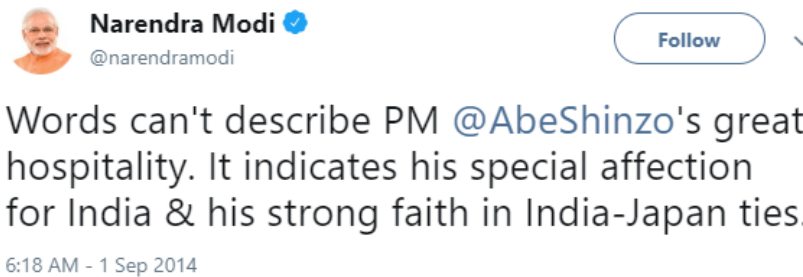 Narendra Modi
@narendramodi
Follow
Words can't describe PM @AbeShinzo's great
hospitality. It indicates his special affection
for India & his strong faith in India-Japan ties.
6:18 AM - 1 Sep 2014